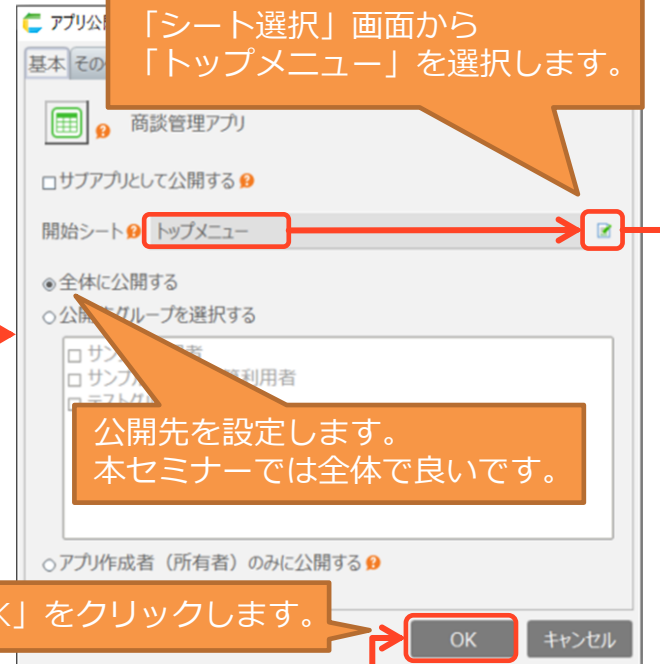 「シート選択」画面から
「トップメニュー」を選択します。
アプリ公
基本 その
商談管理アプリ
サブアプリとして公開する
開始シート トップメニュー
全体に公開する
公開 グループを選択する
サン 者
サンプル 利用者
テストグル
公開先を設定します。
本セミナーでは全体で良いです。
アプリ作成者（所有者）のみに公開する
」をクリックします。
OK キャンセル